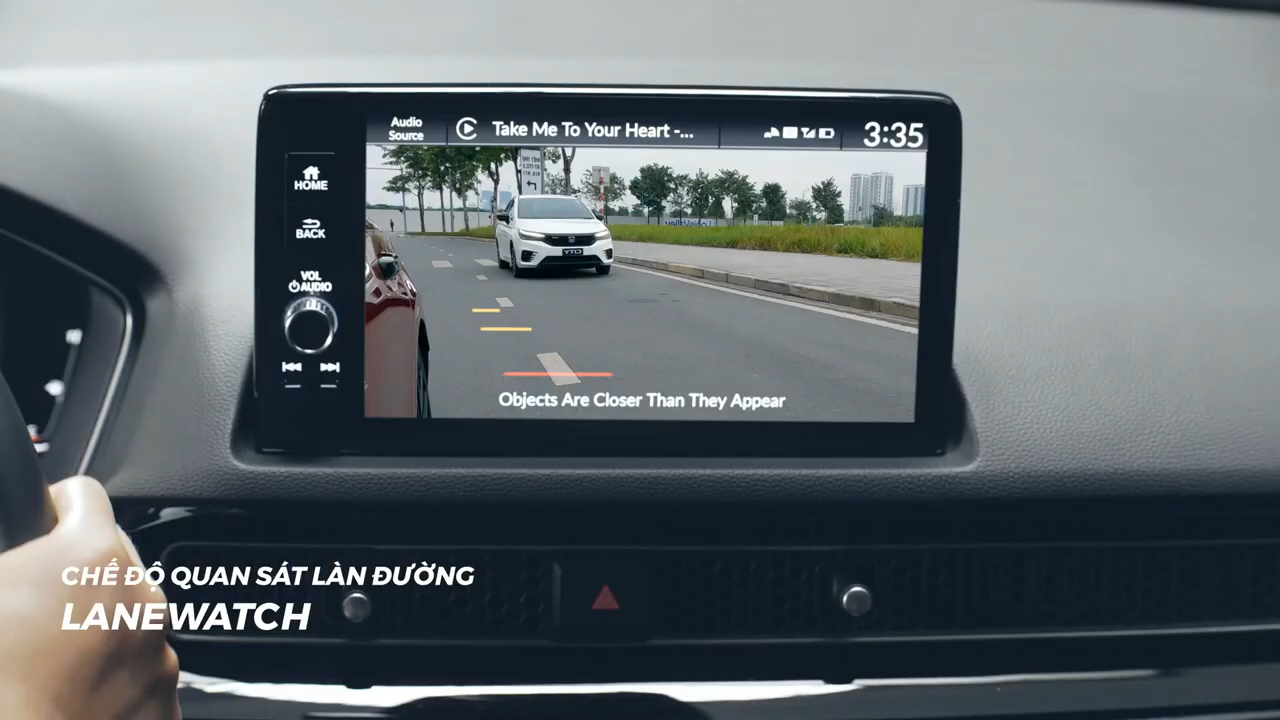 Audio
Source
Take Me To Your Heart -...
3:35
HOME
BACK
VOL
AUDIO
Objects Are Closer Than They Appear
CHẾ ĐỘ QUAN SÁT LÀN ĐƯỜNG
LANEWATCH